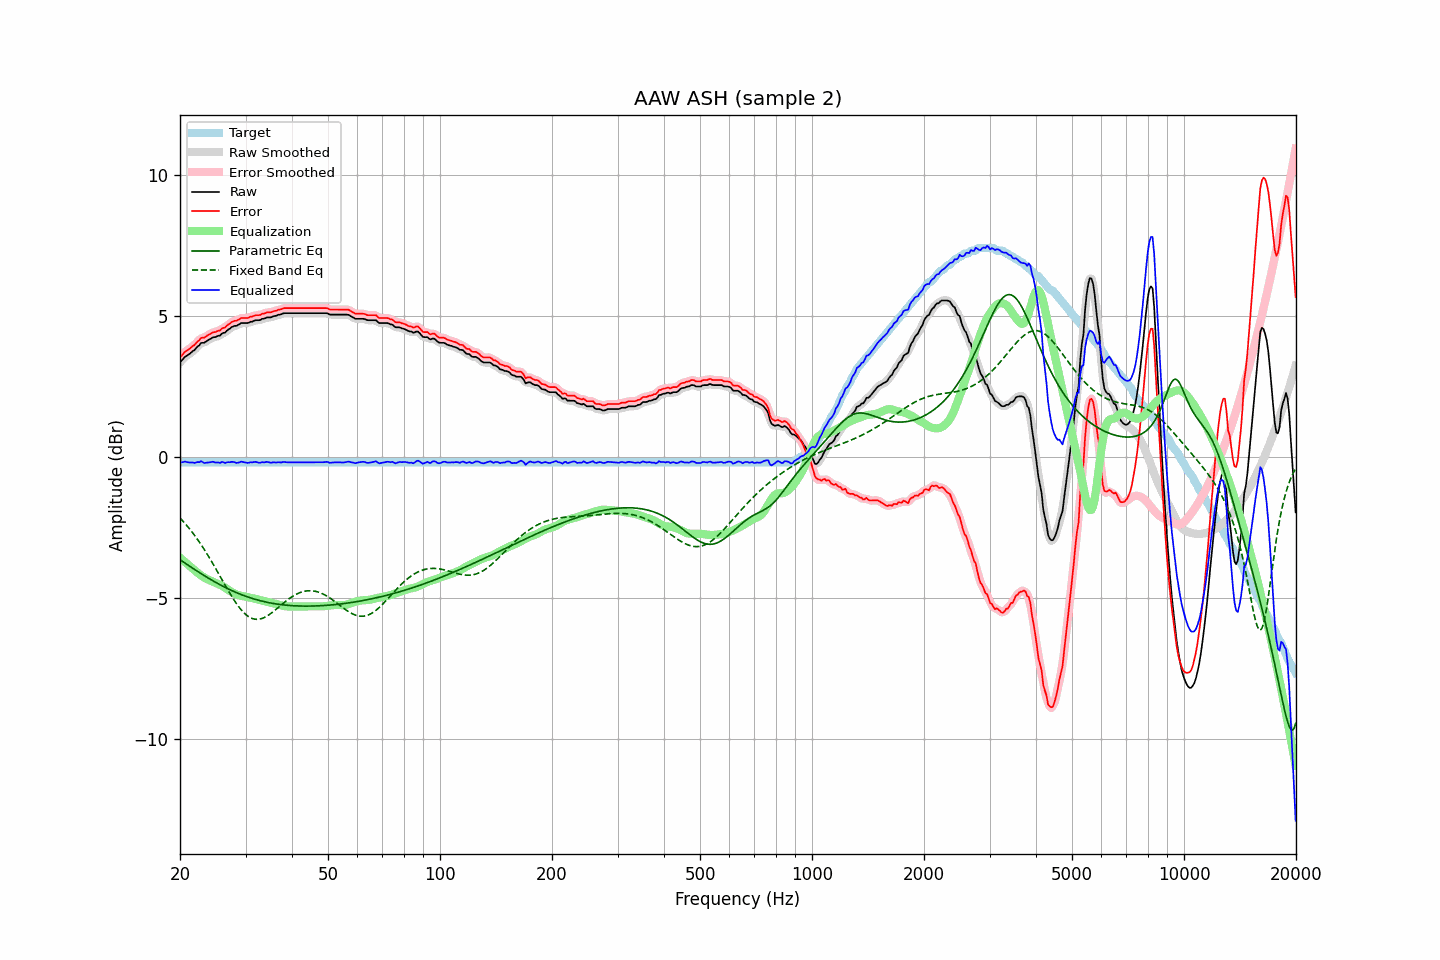 AAW ASH (sample 2)
Target
Raw Smoothed
Error Smoothed
Raw
Error
Equalization
Parametric Eq
Fixed Band Eq
Equalized
10
5
0
−5
−10
Amplitude (dBr)
20 50 100 200 500 1000 2000 5000 10000 20000
Frequency (Hz)